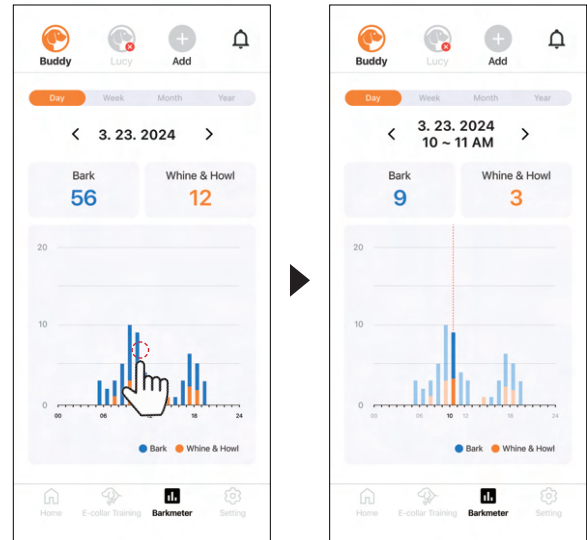 Buddy Lucy Add
Day Week Month Year
3. 23. 2024
Bark Whine & Howl
56 12
20
10
0
00 06 18 24
Bark Whine & Howl
Home E-collar Training Barkmeter Setting
Buddy Lucy Add
Day Week Month Year
3. 23. 2024
10 ~ 11 AM
Bark Whine & Howl
9 3
20
10
0
00 06 10 12 18 24
Bark Whine & Howl
Home E-collar Training Barkmeter Setting